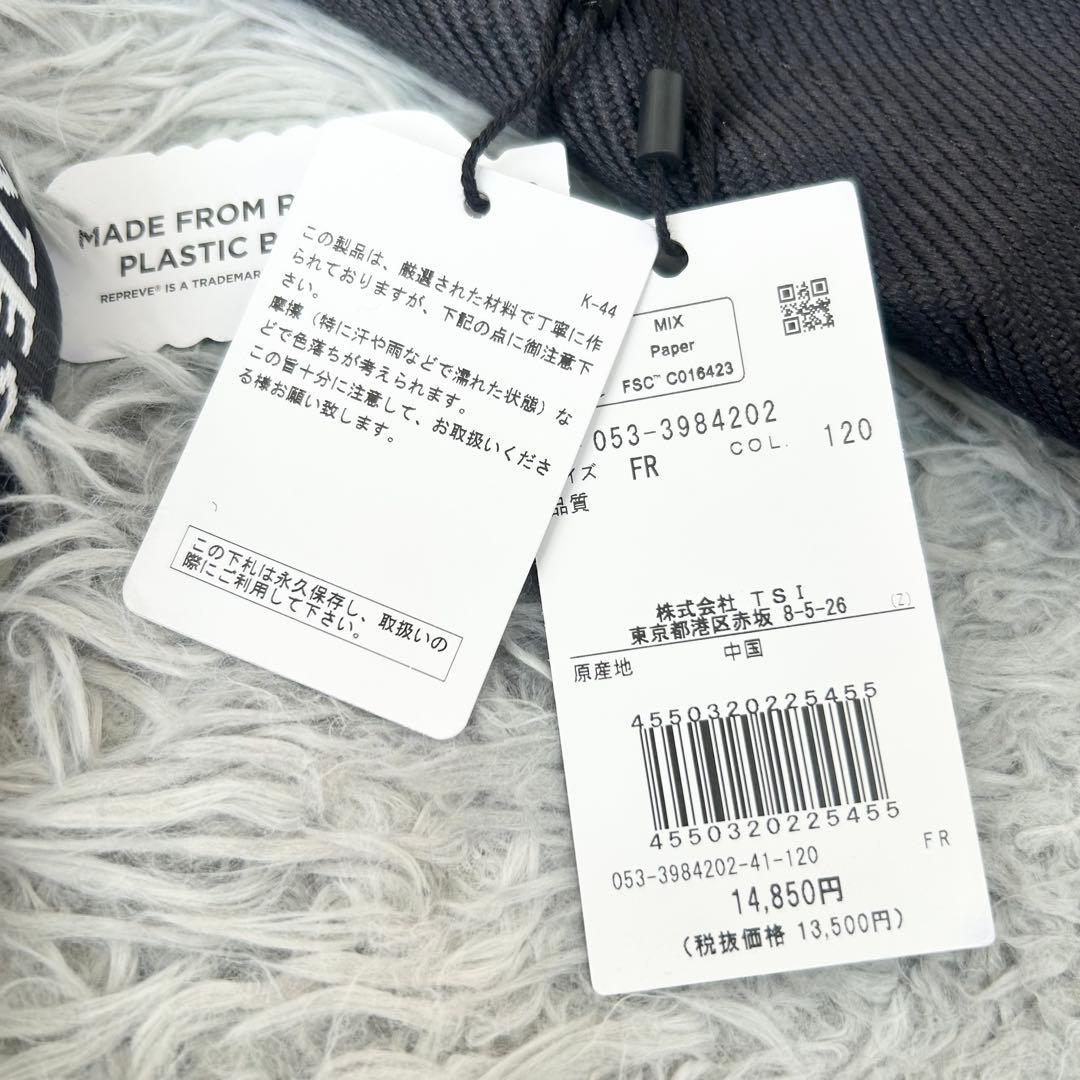 MADE FROM
PLASTIC
REPREVE® IS A TRADEMAR
K-44
この製品は、厳選された材料で丁寧に作
られておりますが、下記の点に御注意下
さい。
摩擦（特に汗や雨などで濡れた状態）な
どで色落ちが考えられます。
この旨十分に注意して、お取扱いくださ
る様お願い致します。
この下札は永久保存し、取扱いの
際にご利用して下さい。
MIX
Paper
FSC™ C016423
053-3984202
COL. 120
イズ FR
品質
株式会社 TSI
東京都港区赤坂 8-5-26 (Z)
原産地 中国
4550320225455
4550320225455
053-3984202-41-120 FR
14,850円
(税抜価格 13,500円)